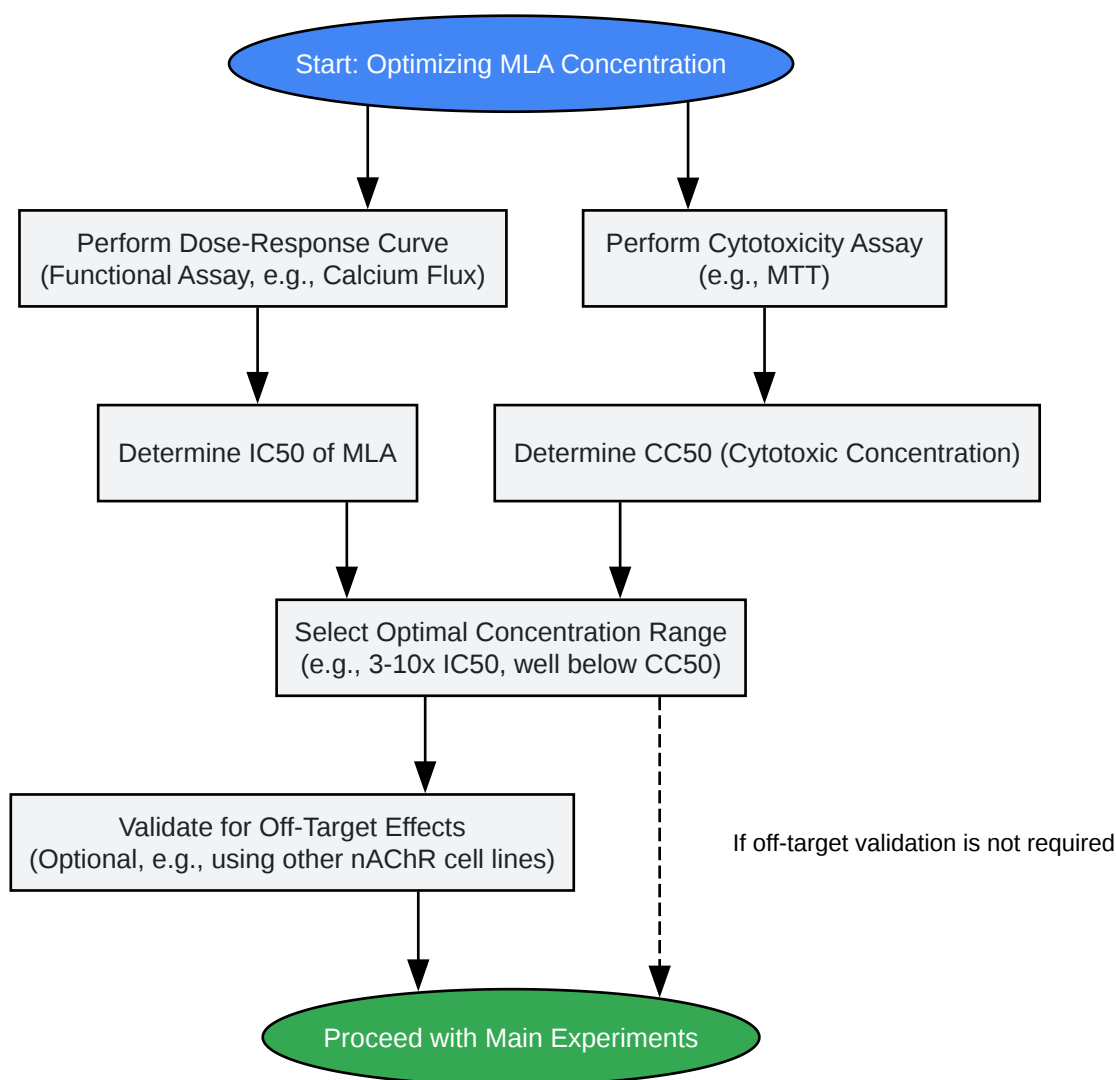 Start: Optimizing MLA Concentration
Perform Dose-Response Curve
(Functional Assay, e.g., Calcium Flux)
Perform Cytotoxicity Assay
(e.g., MTT)
Determine IC50 of MLA
Determine CC50 (Cytotoxic Concentration)
Select Optimal Concentration Range
(e.g., 3-10x IC50, well below CC50)
Validate for Off-Target Effects
(Optional, e.g., using other nAChR cell lines)
If off-target validation is not required
Proceed with Main Experiments